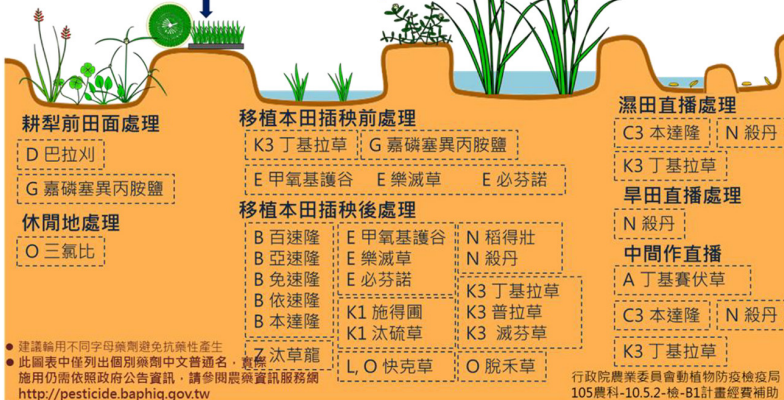 耕犁前田面處理
D 巴拉刈
G 嘉磷塞異丙胺鹽
休閒地處理
O 三氯比
移植本田插秧前處理
K3 丁基拉草
G 嘉磷塞異丙胺鹽
E 甲氧基護谷 E 樂滅草 E 必芬諾
移植本田插秧後處理
B 百速隆
B 亞速隆
B 免速隆
B 依速隆
B 本達隆
Z 汰草龍
E 甲氧基護谷
E 樂滅草
E 必芬諾
K1 施得圃
K1 汰硫草
L, O 快克草
N 稻得壯
N 殺丹
K3 丁基拉草
K3 普拉草
K3 滅芬草
O 脫禾草
濕田直播處理
C3 本達隆
N 殺丹
K3 丁基拉草
旱田直播處理
N 殺丹
中間作直播
A 丁基賽伏草
C3 本達隆
N 殺丹
K3 丁基拉草
● 建議輪用不同字母藥劑避免抗藥性產生
● 此圖表中僅列出個別藥劑中文普通名，實際
施用仍需依照政府公告資訊，請參閱農藥資訊服務網
http://pesticide.baphiq.gov.tw
行政院農業委員會動植物防疫檢疫局
105農科-10.5.2-檢-B1計畫經費補助